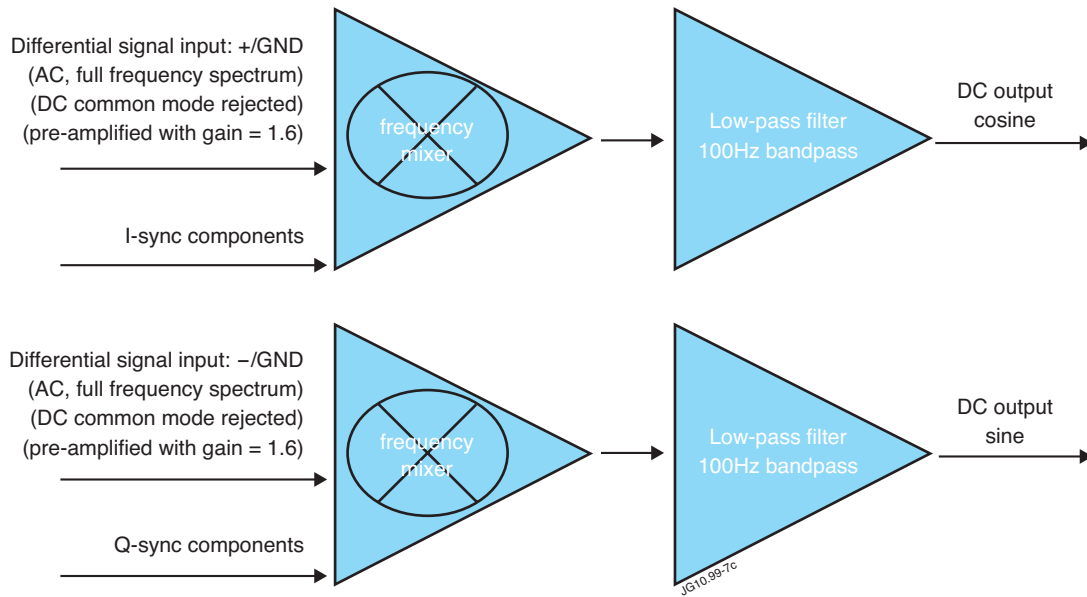 Differential signal input: +/GND
(AC, full frequency spectrum)
(DC common mode rejected)
(pre-amplified with gain = 1.6)
I-sync components
frequency
mixer
Low-pass filter
100Hz bandpass
DC output
cosine
Differential signal input: −/GND
(AC, full frequency spectrum)
(DC common mode rejected)
(pre-amplified with gain = 1.6)
Q-sync components
frequency
mixer
Low-pass filter
100Hz bandpass
DC output
sine
JG10.99-7c